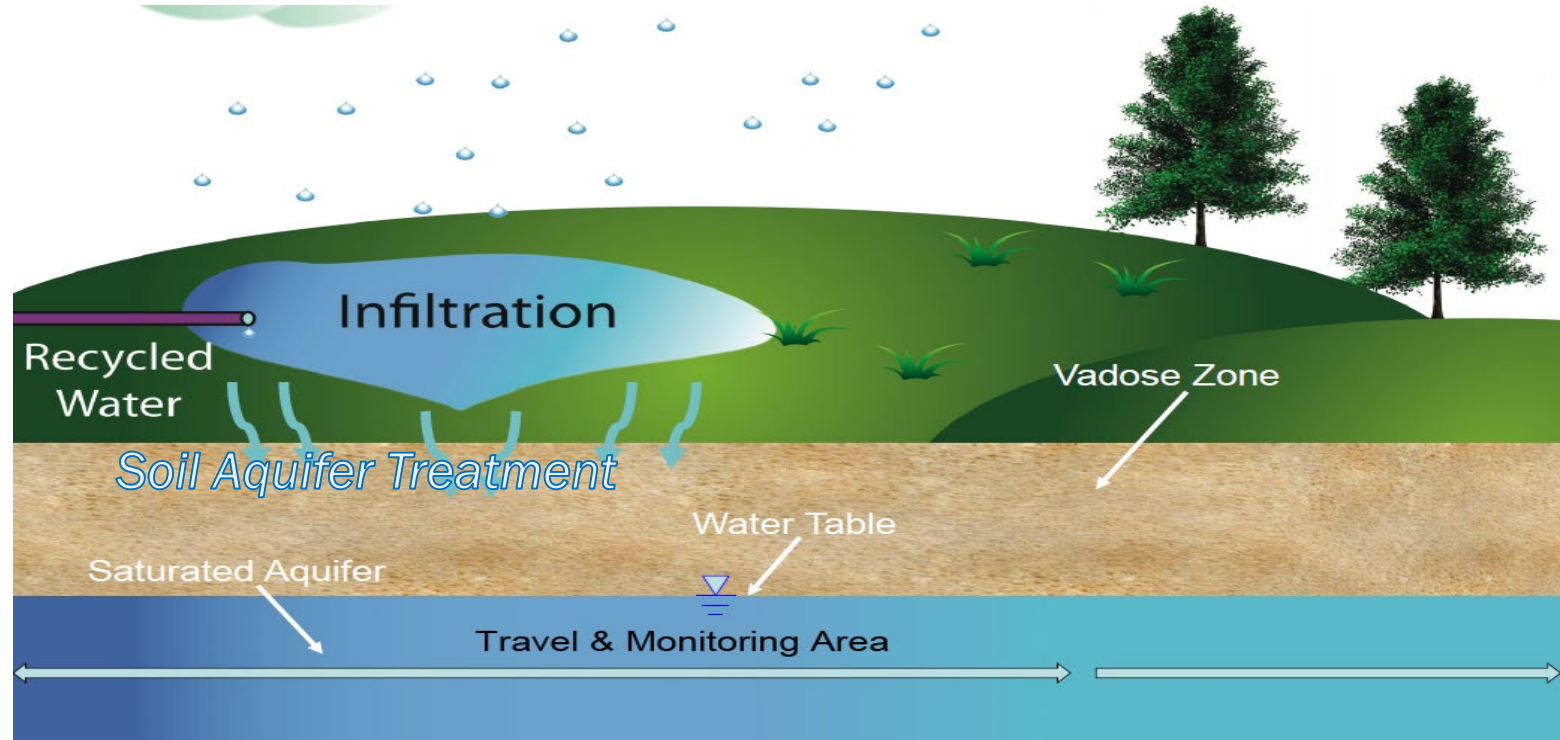 Infiltration
Recycled
Water
Vadose Zone
Soil Aquifer Treatment
Water Table
Saturated Aquifer
Travel & Monitoring Area